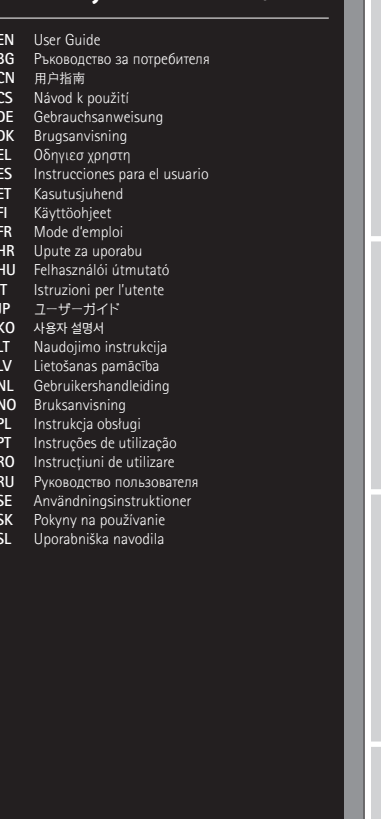 EN User Guide
BG Ръководство за потребителя
CN 用户指南
CS Návod k použití
DE Gebrauchsanweisung
DK Brugsanvisning
EL Οδηγιεσ χρηστη
ES Instrucciones para el usuario
ET Kasutusjuhend
FI Käyttöohjeet
FR Mode d'emploi
HR Upute za uporabu
HU Felhasználói útmutató
IT Istruzioni per l'utente
JP ユーザーガイド
KO 사용자 설명서
LT Naudojimo instrukcija
LV Lietošanas pamācība
NL Gebruikershandleiding
NO Bruksanvisning
PL Instrukcja obsługi
PT Instruções de utilização
RO Instrucțiuni de utilizare
RU Руководство пользователя
SE Användningsinstruktioner
SK Pokyny na používanie
SL Uporabniška navodila